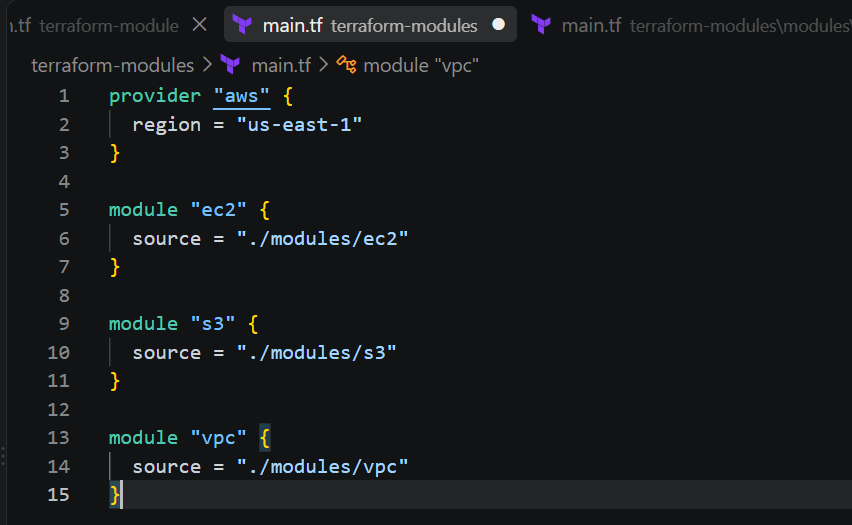 .tf terraform-module
main.tf terraform-modules
main.tf terraform-modules\modules\
terraform-modules > main.tf > module "vpc"
1 provider "aws" {
2   region = "us-east-1"
3 }
4
5 module "ec2" {
6   source = "./modules/ec2"
7 }
8
9 module "s3" {
10   source = "./modules/s3"
11 }
12
13 module "vpc" {
14   source = "./modules/vpc"
15 }